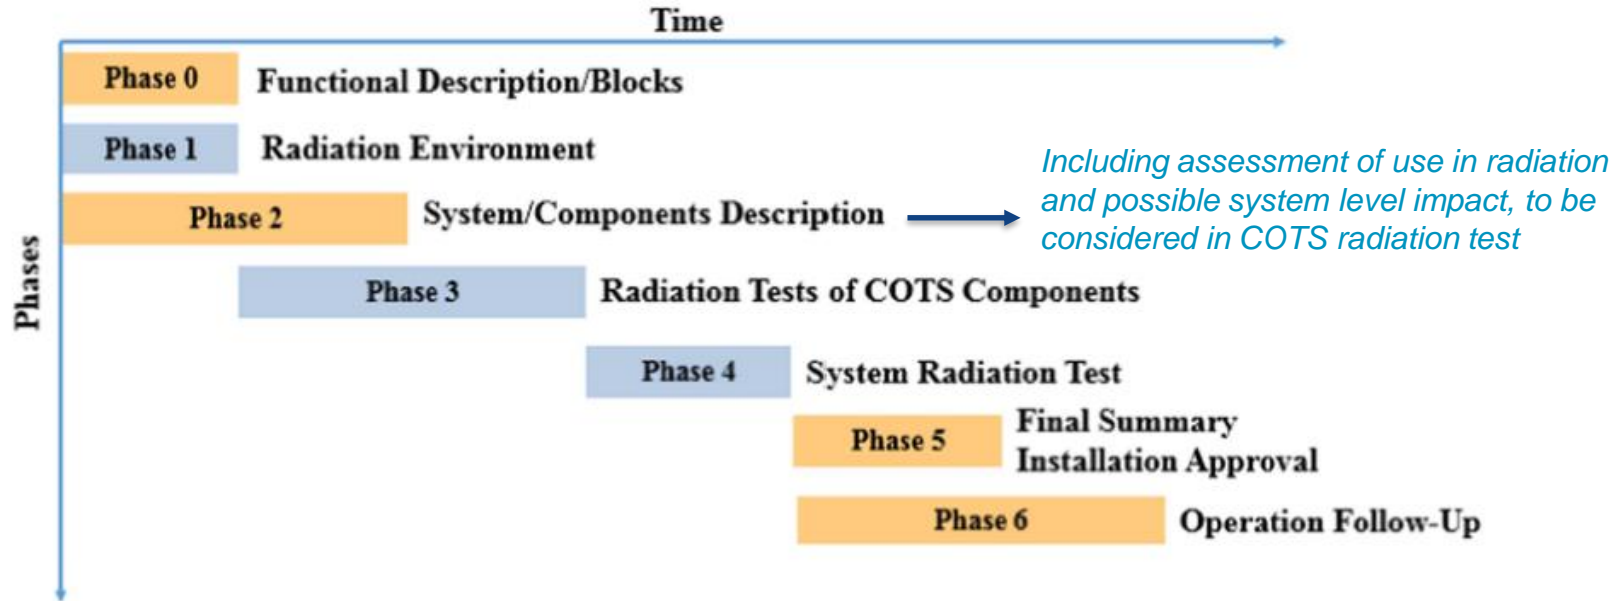 Time
Phase 0
Functional Description/Blocks
Phase 1
Radiation Environment
Including assessment of use in radiation
and possible system level impact, to be
considered in COTS radiation test
Phase 2
System/Components Description
Phases
Phase 3
Radiation Tests of COTS Components
Phase 4
System Radiation Test
Phase 5
Final Summary
Installation Approval
Phase 6
Operation Follow-Up